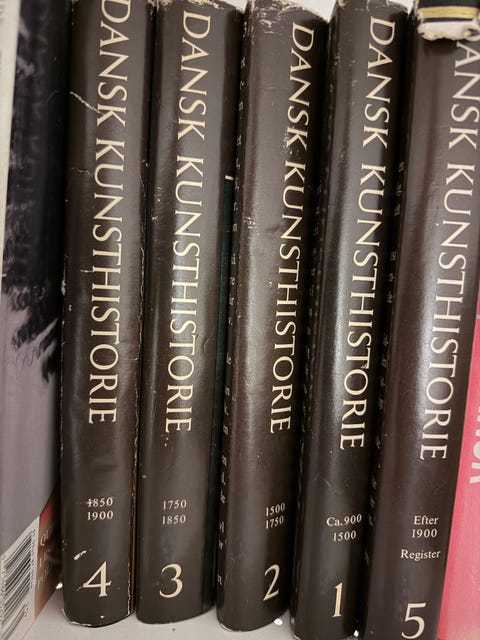 DANSK KUNSTHISTORIE
1850
1900
4
DANSK KUNSTHISTORIE
1750
1850
3
DANSK KUNSTHISTORIE
1500
1750
2
DANSK KUNSTHISTORIE
Ca. 900
1500
1
DANSK KUNSTHISTORIE
Efter
1900
Register
5